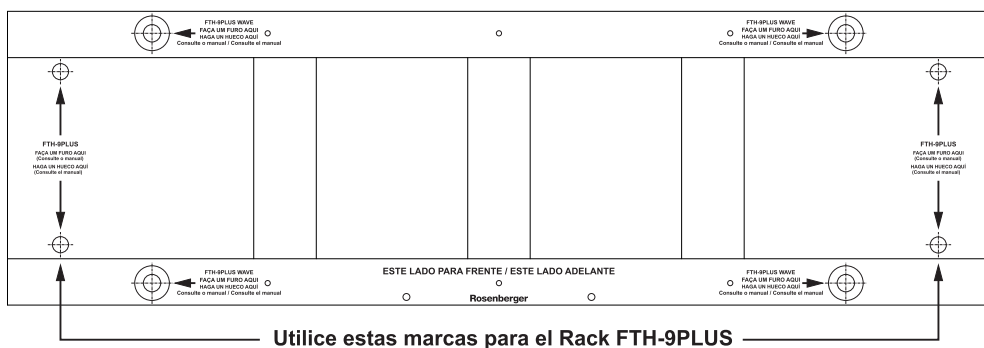 FTH-9PLUS WAVE
FAÇA UM FURO AQUI
HAGA UN HUECO AQUÍ
Consulte o manual / Consulte el manual
FTH-9PLUS WAVE
FAÇA UM FURO AQUI
HAGA UN HUECO AQUÍ
Consulte o manual / Consulte el manual
FTH-9PLUS
FAÇA UM FURO AQUI
(Consulte o manual)
HAGA UN HUECO AQUÍ
(Consulte el manual)
FTH-9PLUS
FAÇA UM FURO AQUI
(Consulte o manual)
HAGA UN HUECO AQUÍ
(Consulte el manual)
FTH-9PLUS WAVE
FAÇA UM FURO AQUI
HAGA UN HUECO AQUÍ
Consulte o manual / Consulte el manual
ESTE LADO PARA FRENTE / ESTE LADO ADELANTE
Rosenberger
FTH-9PLUS WAVE
FAÇA UM FURO AQUI
HAGA UN HUECO AQUÍ
Consulte o manual / Consulte el manual
Utilice estas marcas para el Rack FTH-9PLUS